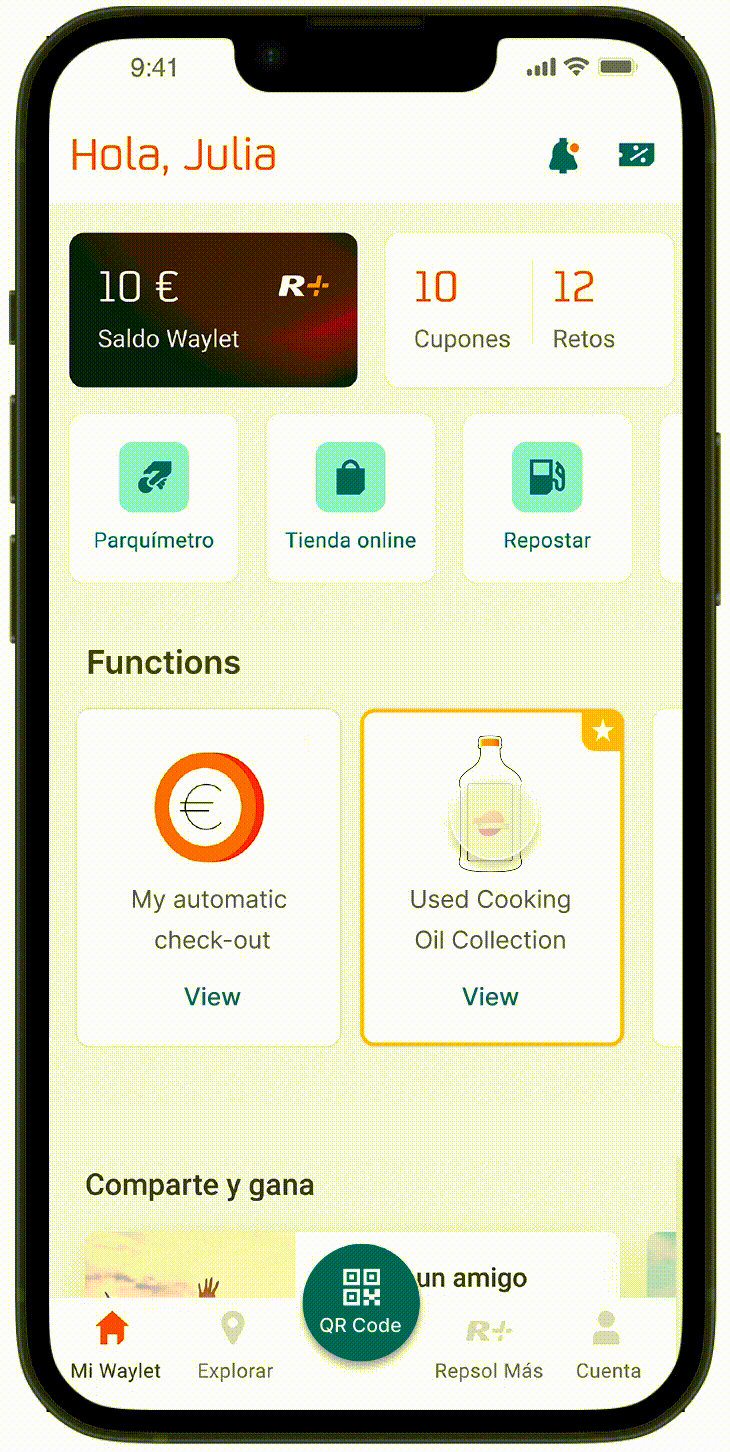 9:41
Hola, Julia
10 €
R+
Saldo Waylet
10
Cupones
12
Retos
Parquímetro
Tienda online
Repostar
Functions
My automatic
check-out
View
Used Cooking
Oil Collection
View
Comparte y gana
un amigo
QR Code
Mi Waylet
Explorar
R+
Repsol Más
Cuenta